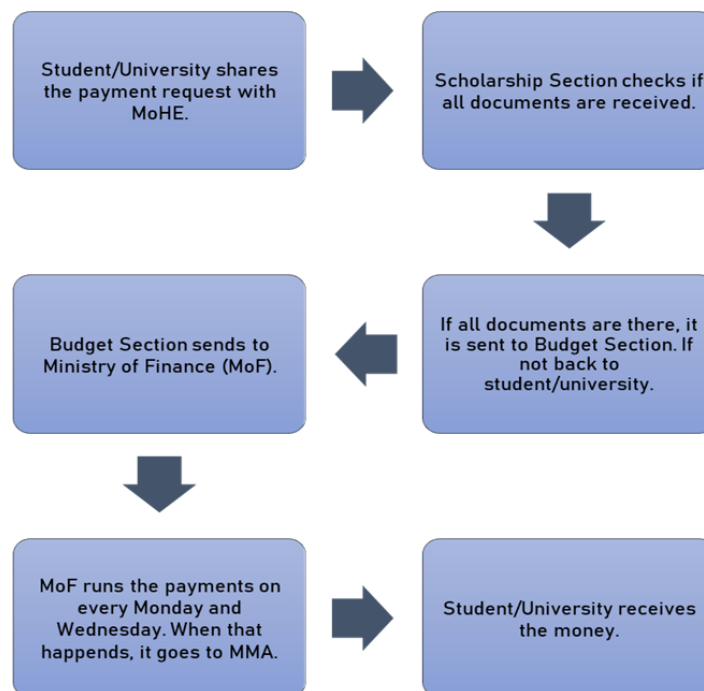 Student/University shares
the payment request with
MoHE.
Scholarship Section checks if
all documents are received.
If all documents are there, it
is sent to Budget Section. If
not back to
student/university.
Budget Section sends to
Ministry of Finance (MoF).
MoF runs the payments on
every Monday and
Wednesday. When that
happends, it goes to MMA.
Student/University receives
the money.